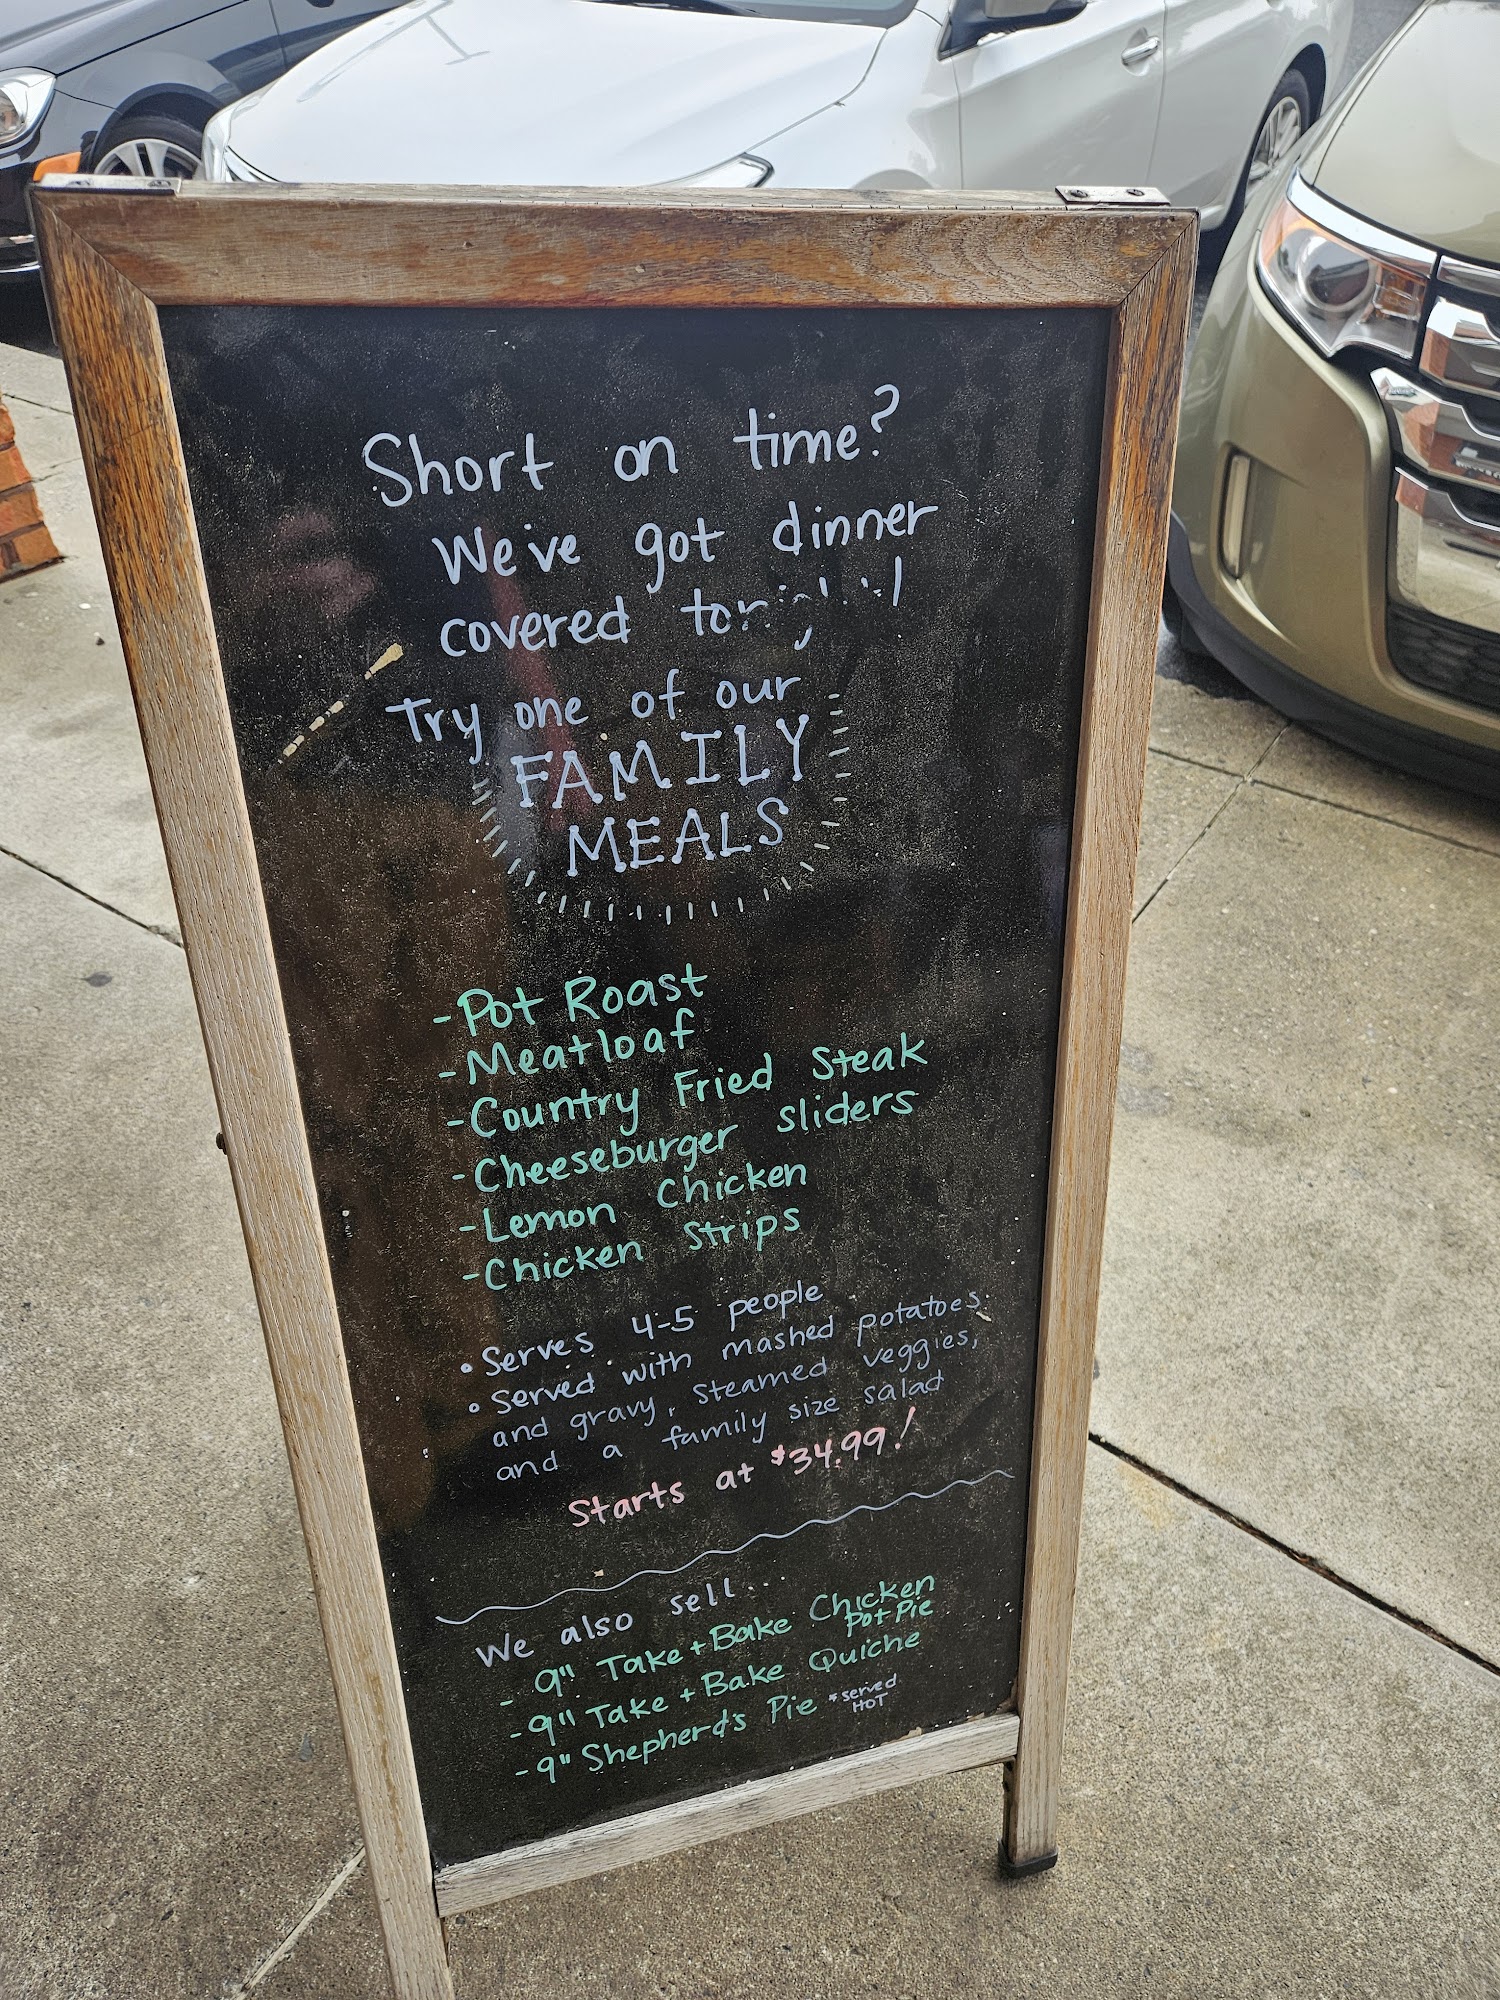 Short on time?
We've got dinner
covered
Try one of our
FAMILY
MEALS
-Pot Roast
-Meatloaf
-Country Fried Steak
-Cheeseburger sliders
-Lemon Chicken
-Chicken Strips
• Serves 4-5 people
• Served with mashed potatoes
and gravy, steamed veggies,
and a family size salad
Starts at $34.99!
We also sell...
- 9" Take + Bake Chicken
Pot Pie
- 9" Take + Bake Quiche
- 9" Shepherd's Pie *served
HOT